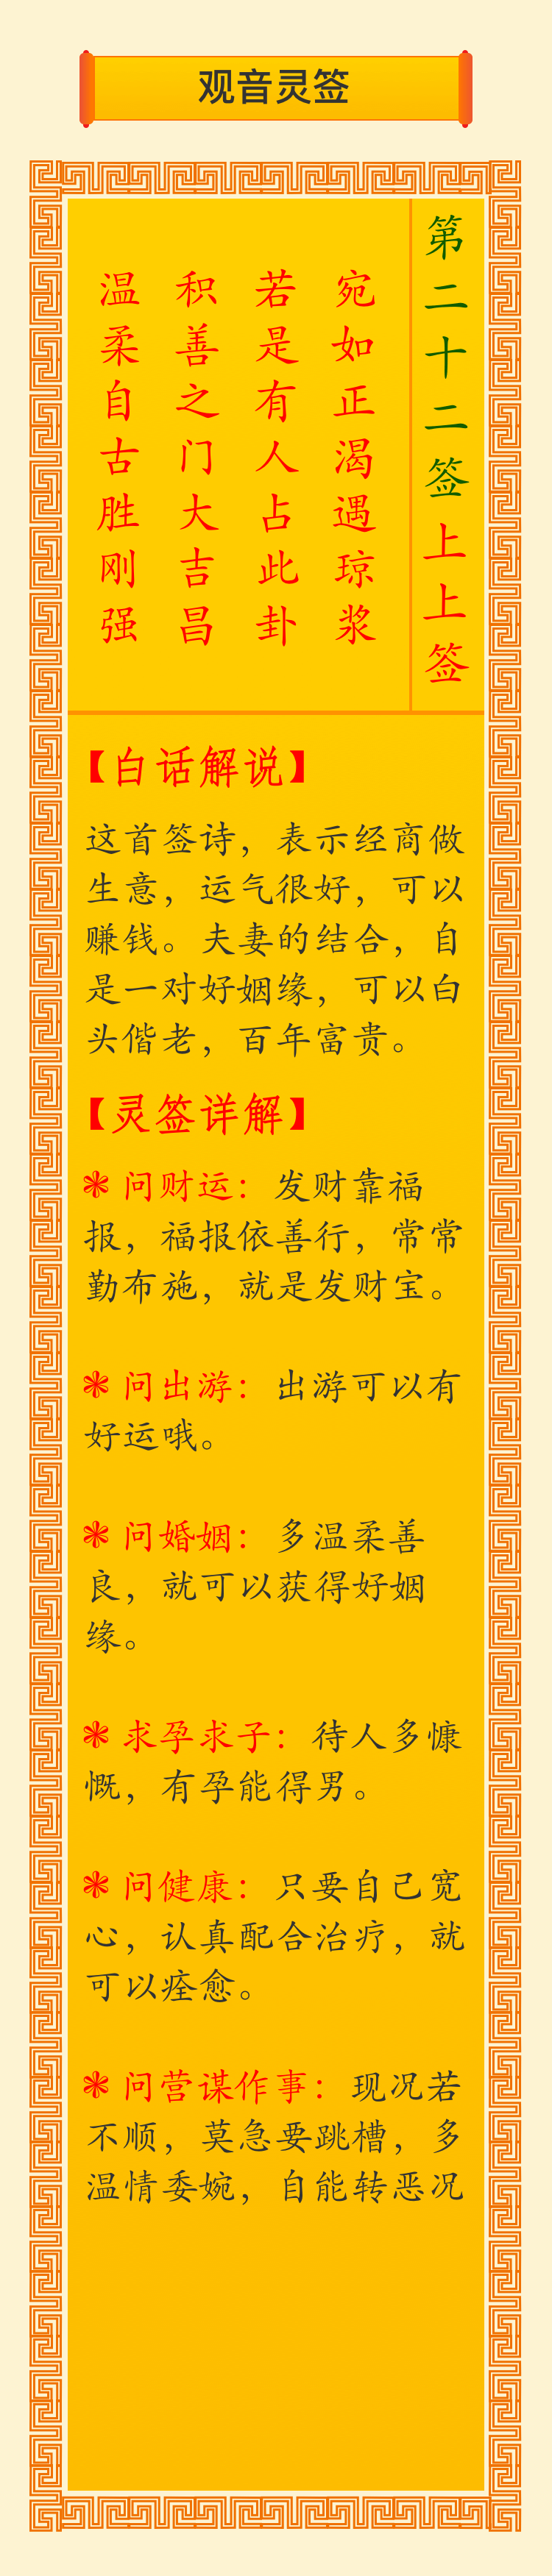 观音灵签
第二十二签上上签
宛如正渴遇琼浆
若是有人占此卦
积善之门大吉昌
温柔自古胜刚强
【白话解说】
这首签诗，表示经商做
生意，运气很好，可以
赚钱。夫妻的结合，自
是一对好姻缘，可以白
头偕老，百年富贵。
【灵签详解】
❃ 问财运：发财靠福
报，福报依善行，常常
勤布施，就是发财宝。
❃ 问出游：出游可以有
好运哦。
❃ 问婚姻：多温柔善
良，就可以获得好姻
缘。
❃ 求孕求子：待人多慷
慨，有孕能得男。
❃ 问健康：只要自己宽
心，认真配合治疗，就
可以痊愈。
❃ 问营谋作事：现况若
不顺，莫急要跳槽，多
温情委婉，自能转恶况